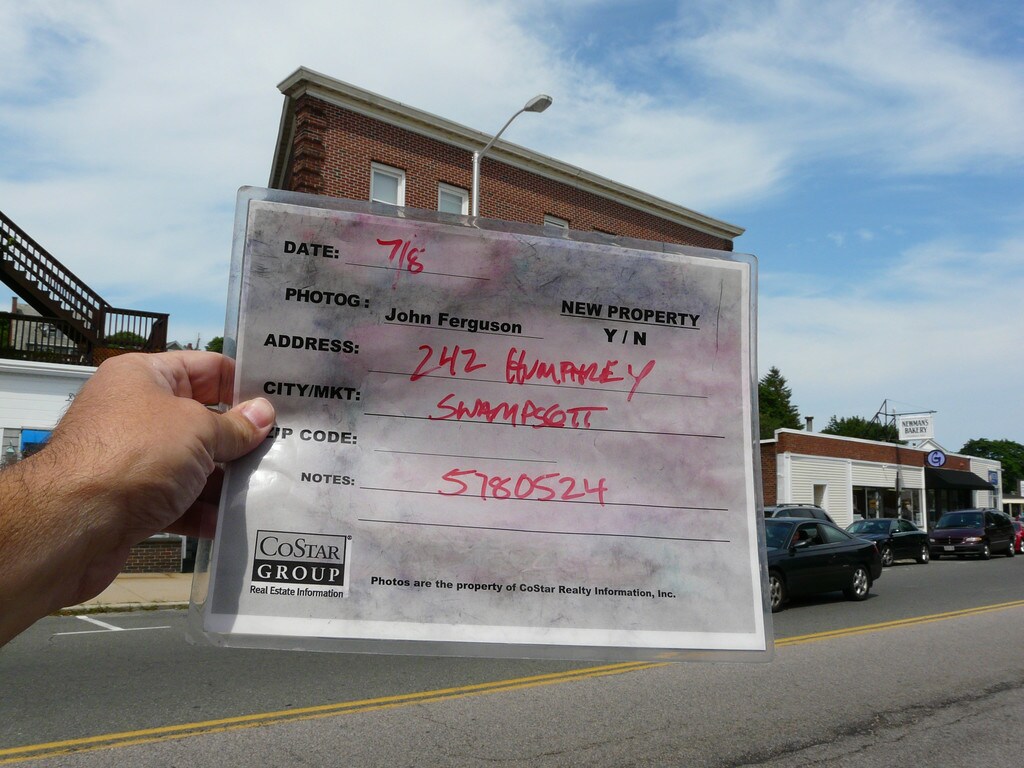 DATE: 7/8
PHOTOG: John Ferguson
NEW PROPERTY
Y / N
ADDRESS: 242 HUMPHREY
CITY/MKT: SWAMPSCOTT
ZIP CODE:
NOTES: 5780524
COSTAR
GROUP
Real Estate Information
Photos are the property of CoStar Realty Information, Inc.
NEWMAN'S
BAKERY